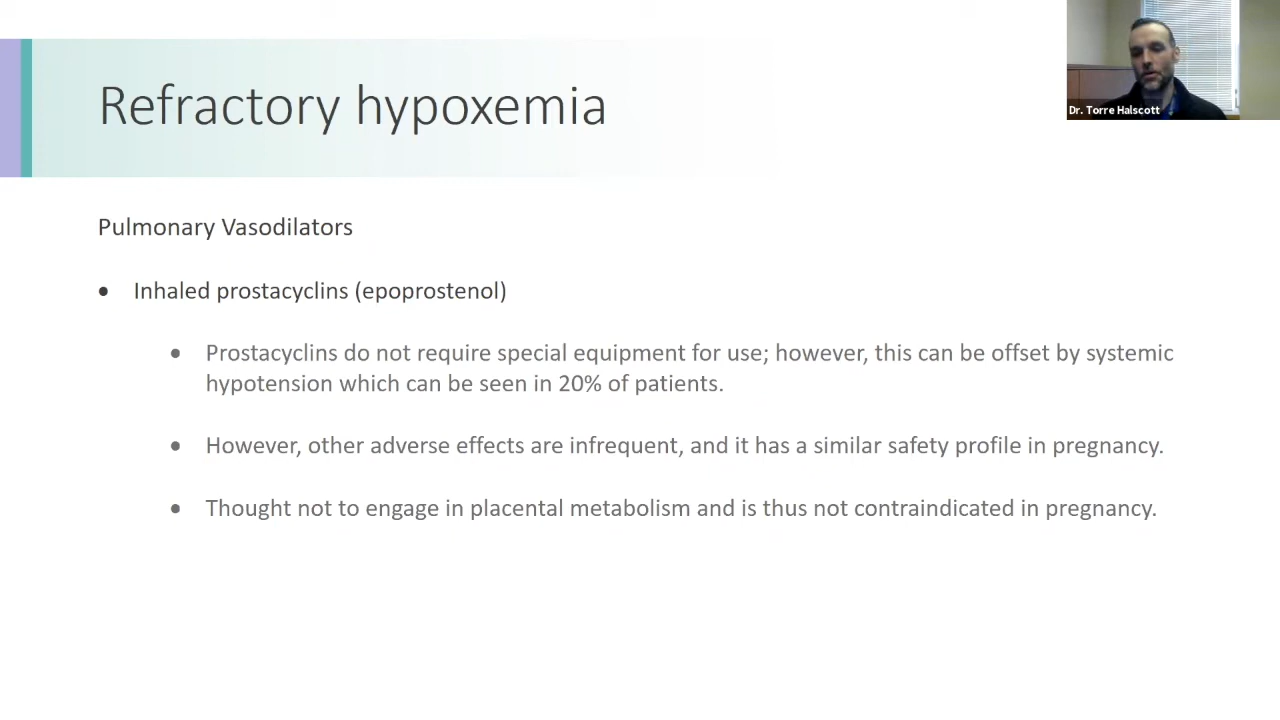 Refractory hypoxemia
Dr. Torre Halscott
Pulmonary Vasodilators
• Inhaled prostacyclins (epoprostenol)
• Prostacyclins do not require special equipment for use; however, this can be offset by systemic
hypotension which can be seen in 20% of patients.
• However, other adverse effects are infrequent, and it has a similar safety profile in pregnancy.
• Thought not to engage in placental metabolism and is thus not contraindicated in pregnancy.